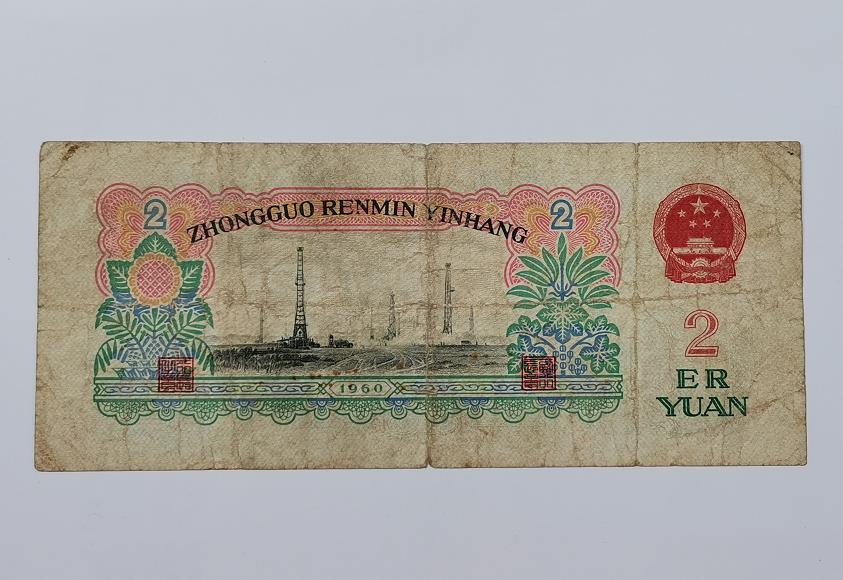 2
ZHONGGUO RENMIN YINHANG
2
1960
2
ER
YUAN